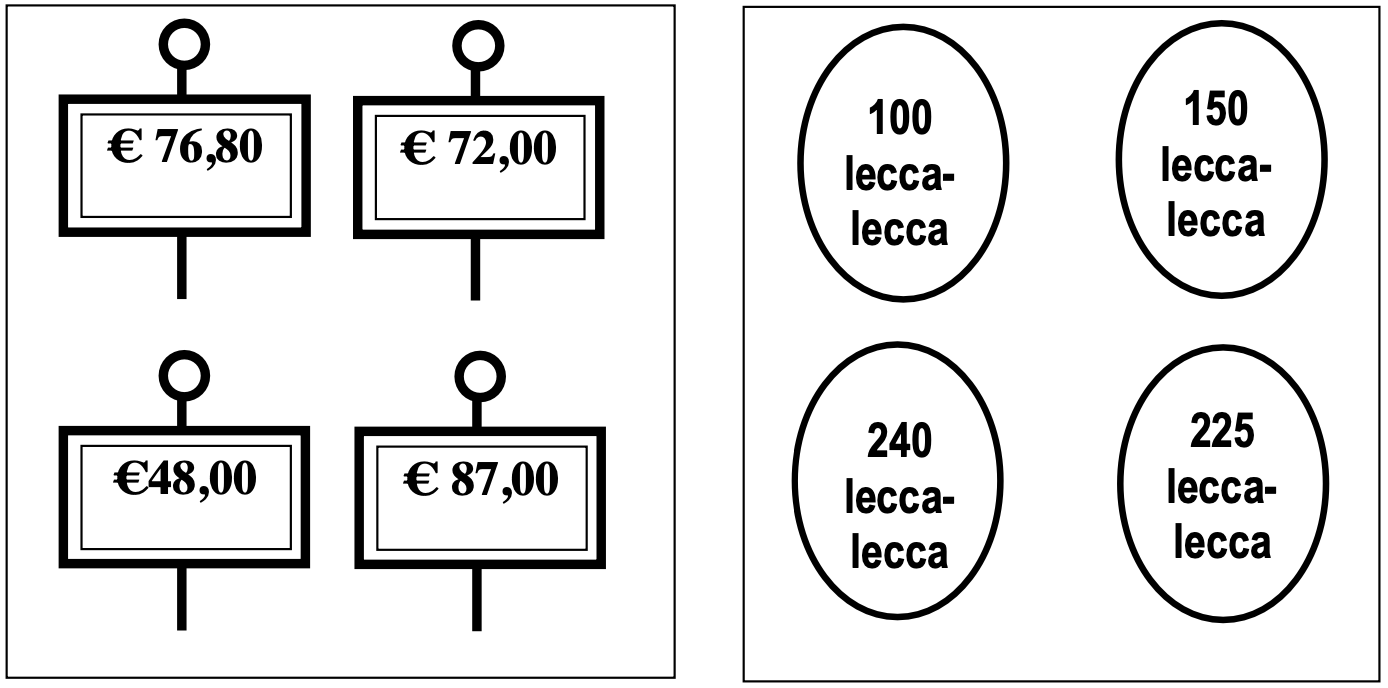 € 76,80
€ 72,00
€48,00
€ 87,00
100
lecca-
lecca
150
lecca-
lecca
240
lecca-
lecca
225
lecca-
lecca